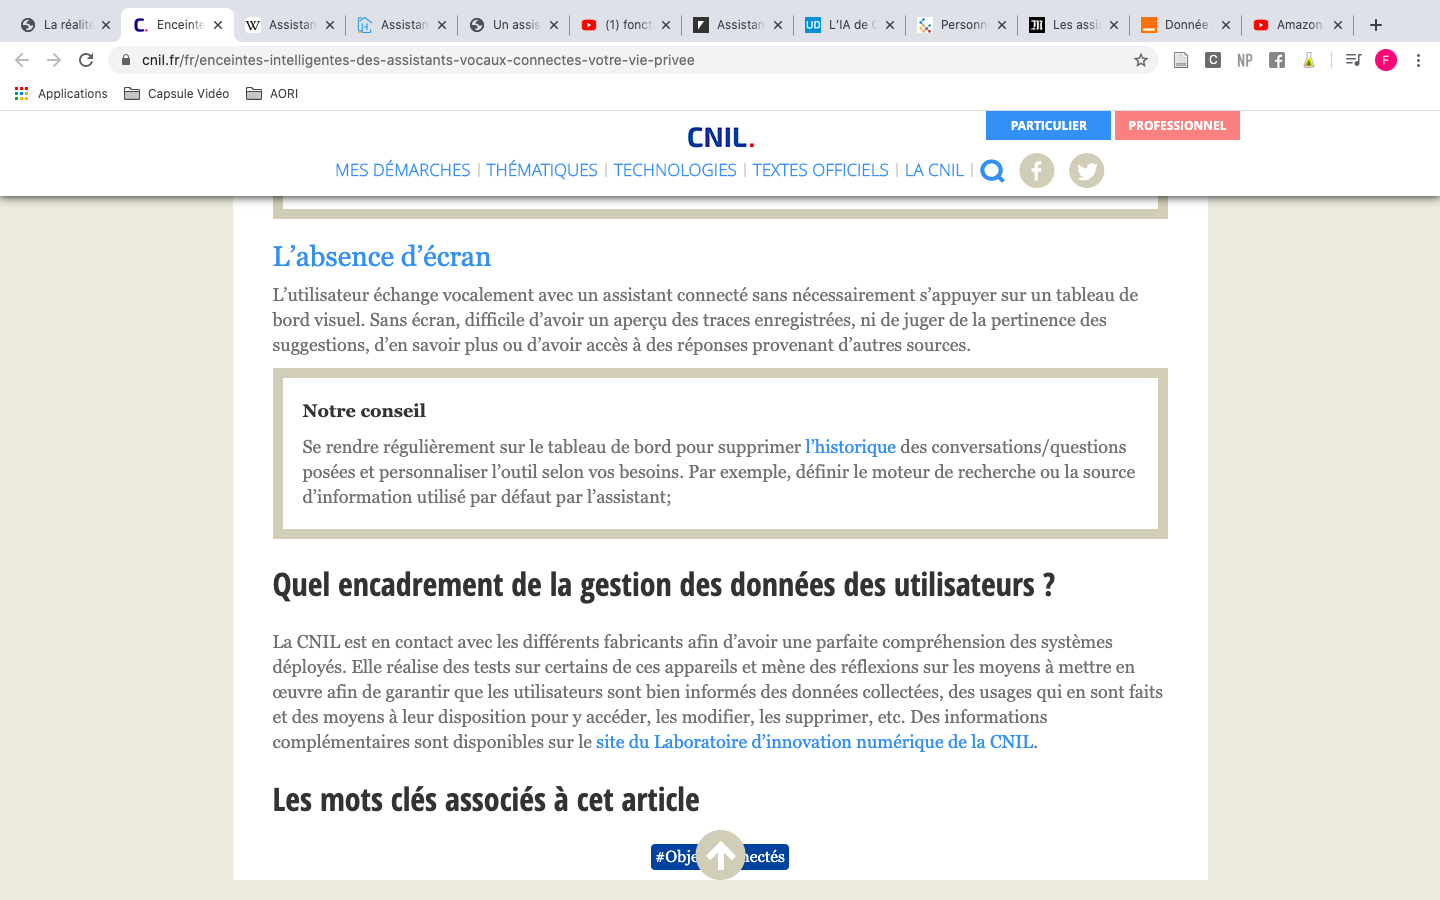 La réalité
Enceinte
Assistan
Assistan
Un assis
(1) fonct
Assistan
L'IA de G
Personn
Les assi
Donnée
Amazon
cnil.fr/fr/enceintes-intelligentes-des-assistants-vocaux-connectes-votre-vie-privee
Applications
Capsule Vidéo
AORI
PARTICULIER
PROFESSIONNEL
CNIL.
MES DÉMARCHES | THÉMATIQUES | TECHNOLOGIES | TEXTES OFFICIELS | LA CNIL |
L’absence d’écran
L’utilisateur échange vocalement avec un assistant connecté sans nécessairement s’appuyer sur un tableau de
bord visuel. Sans écran, difficile d’avoir un aperçu des traces enregistrées, ni de juger de la pertinence des
suggestions, d’en savoir plus ou d’avoir accès à des réponses provenant d’autres sources.
Notre conseil
Se rendre régulièrement sur le tableau de bord pour supprimer l’historique des conversations/questions
posées et personnaliser l’outil selon vos besoins. Par exemple, définir le moteur de recherche ou la source
d’information utilisé par défaut par l’assistant;
Quel encadrement de la gestion des données des utilisateurs ?
La CNIL est en contact avec les différents fabricants afin d’avoir une parfaite compréhension des systèmes
déployés. Elle réalise des tests sur certains de ces appareils et mène des réflexions sur les moyens à mettre en
œuvre afin de garantir que les utilisateurs sont bien informés des données collectées, des usages qui en sont faits
et des moyens à leur disposition pour y accéder, les modifier, les supprimer, etc. Des informations
complémentaires sont disponibles sur le site du Laboratoire d’innovation numérique de la CNIL.
Les mots clés associés à cet article